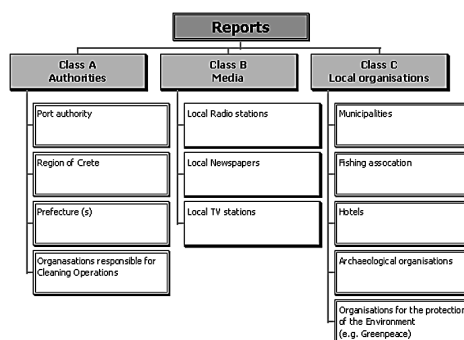 Reports
Class A
Authorities
Port authority
Region of Crete
Prefecture (s)
Organasations responsible for
Cleaning Operations
Class B
Media
Local Radio stations
Local Newspapers
Local TV stations
Class C
Local organisations
Municipalities
Fishing assocation
Hotels
Archaeological organisations
Organisations for the protection
of the Environment
(e.g. Greenpeace)